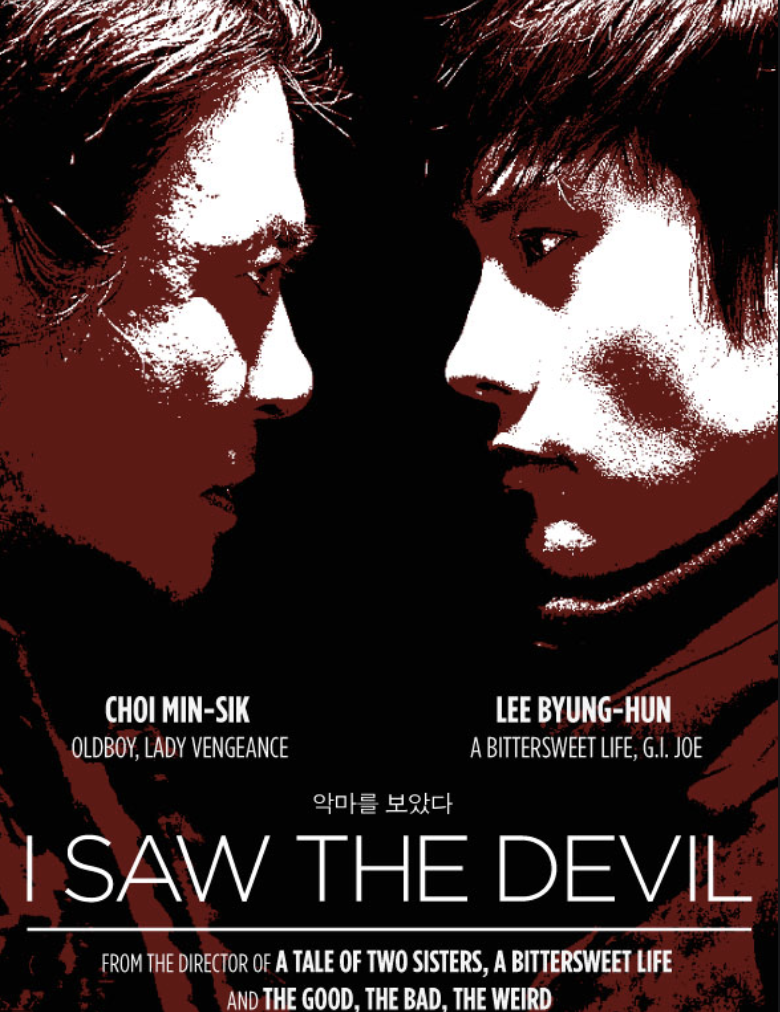 CHOI MIN-SIK
LEE BYUNG-HUN
OLDBOY, LADY VENGEANCE
A BITTERSWEET LIFE, G.I. JOE
악마를 보았다
I SAW THE DEVIL
FROM THE DIRECTOR OF A TALE OF TWO SISTERS, A BITTERSWEET LIFE
AND THE GOOD, THE BAD, THE WEIRD